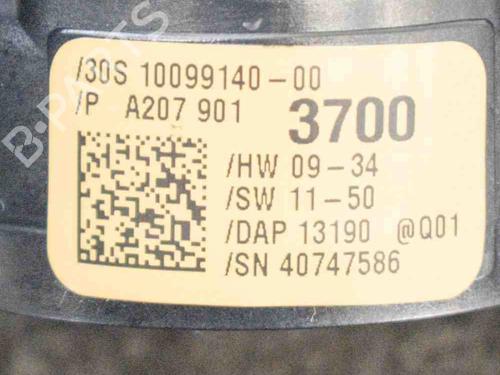 /30S 10099140-00
/P A207 901 3700
/HW 09-34
/SW 11-50
/DAP 13190 @Q01
/SN 40747586
B-PARTS